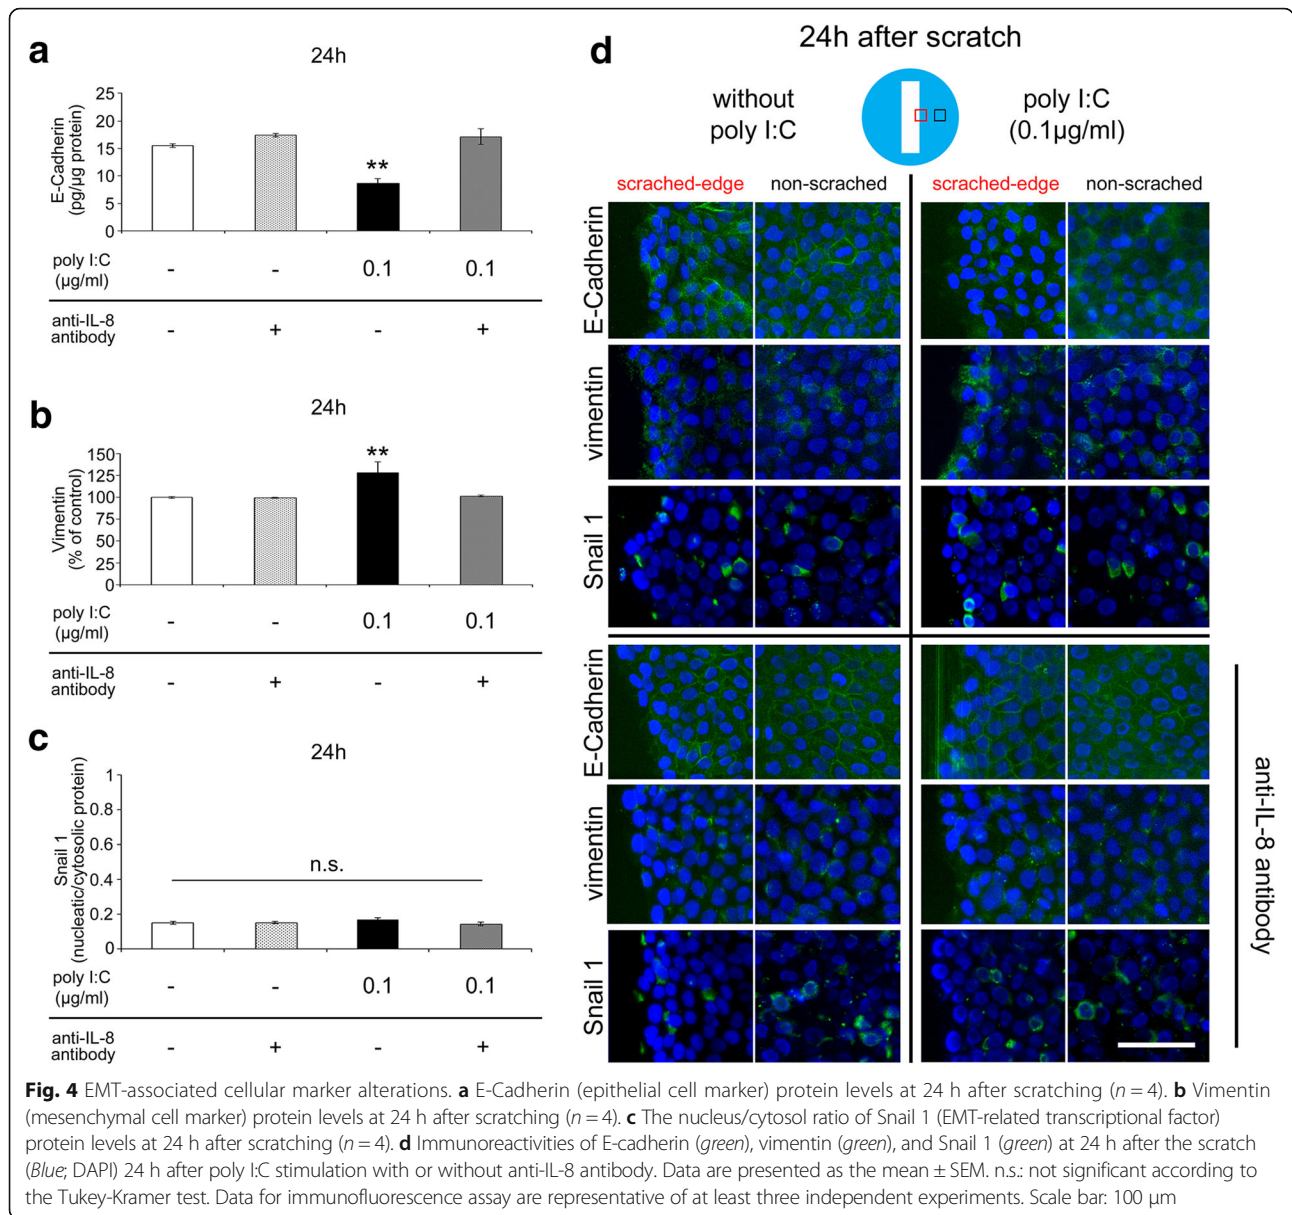 a
24h
E-Cadherin
(pg/µg protein)
25
20
15
10
5
0
**
poly I:C
(µg/ml)
- - 0.1 0.1
anti-IL-8
antibody
- + - +
b
24h
Vimentin
(% of control)
150
125
100
75
50
25
0
**
poly I:C
(µg/ml)
- - 0.1 0.1
anti-IL-8
antibody
- + - +
c
24h
Snail 1
(nucleatic/cytosolic protein)
1
0.8
0.6
0.4
0.2
0
n.s.
poly I:C
(µg/ml)
- - 0.1 0.1
anti-IL-8
antibody
- + - +
d
24h after scratch
without
poly I:C
poly I:C
(0.1µg/ml)
scrached-edge non-scrached scrached-edge non-scrached
E-Cadherin
vimentin
Snail 1
E-Cadherin
vimentin
Snail 1
anti-IL-8 antibody
Fig. 4 EMT-associated cellular marker alterations. a E-Cadherin (epithelial cell marker) protein levels at 24 h after scratching (n = 4). b Vimentin
(mesenchymal cell marker) protein levels at 24 h after scratching (n = 4). c The nucleus/cytosol ratio of Snail 1 (EMT-related transcriptional factor)
protein levels at 24 h after scratching (n = 4). d Immunoreactivities of E-cadherin (green), vimentin (green), and Snail 1 (green) at 24 h after the scratch
(Blue; DAPI) 24 h after poly I:C stimulation with or without anti-IL-8 antibody. Data are presented as the mean ± SEM. n.s.: not significant according to
the Tukey-Kramer test. Data for immunofluorescence assay are representative of at least three independent experiments. Scale bar: 100 µm